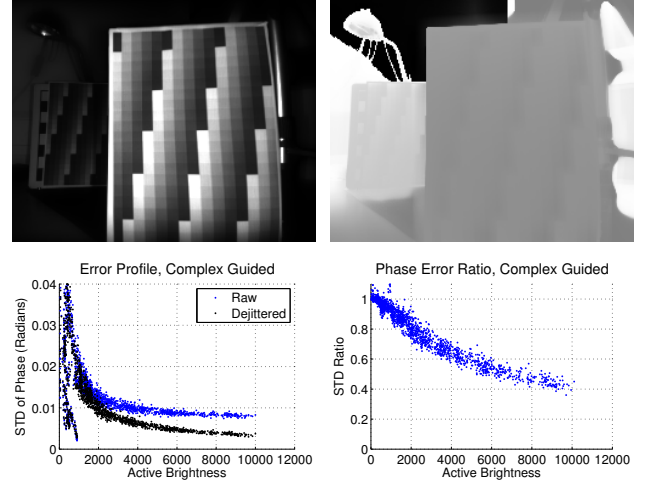 Error Profile, Complex Guided
Phase Error Ratio, Complex Guided
STD of Phase (Radians)
0.04
0.03
0.02
0.01
0
Raw
Dejittered
0 2000 4000 6000 8000 10000 12000
Active Brightness
STD Ratio
1
0.8
0.6
0.4
0.2
0
0 2000 4000 6000 8000 10000 12000
Active Brightness